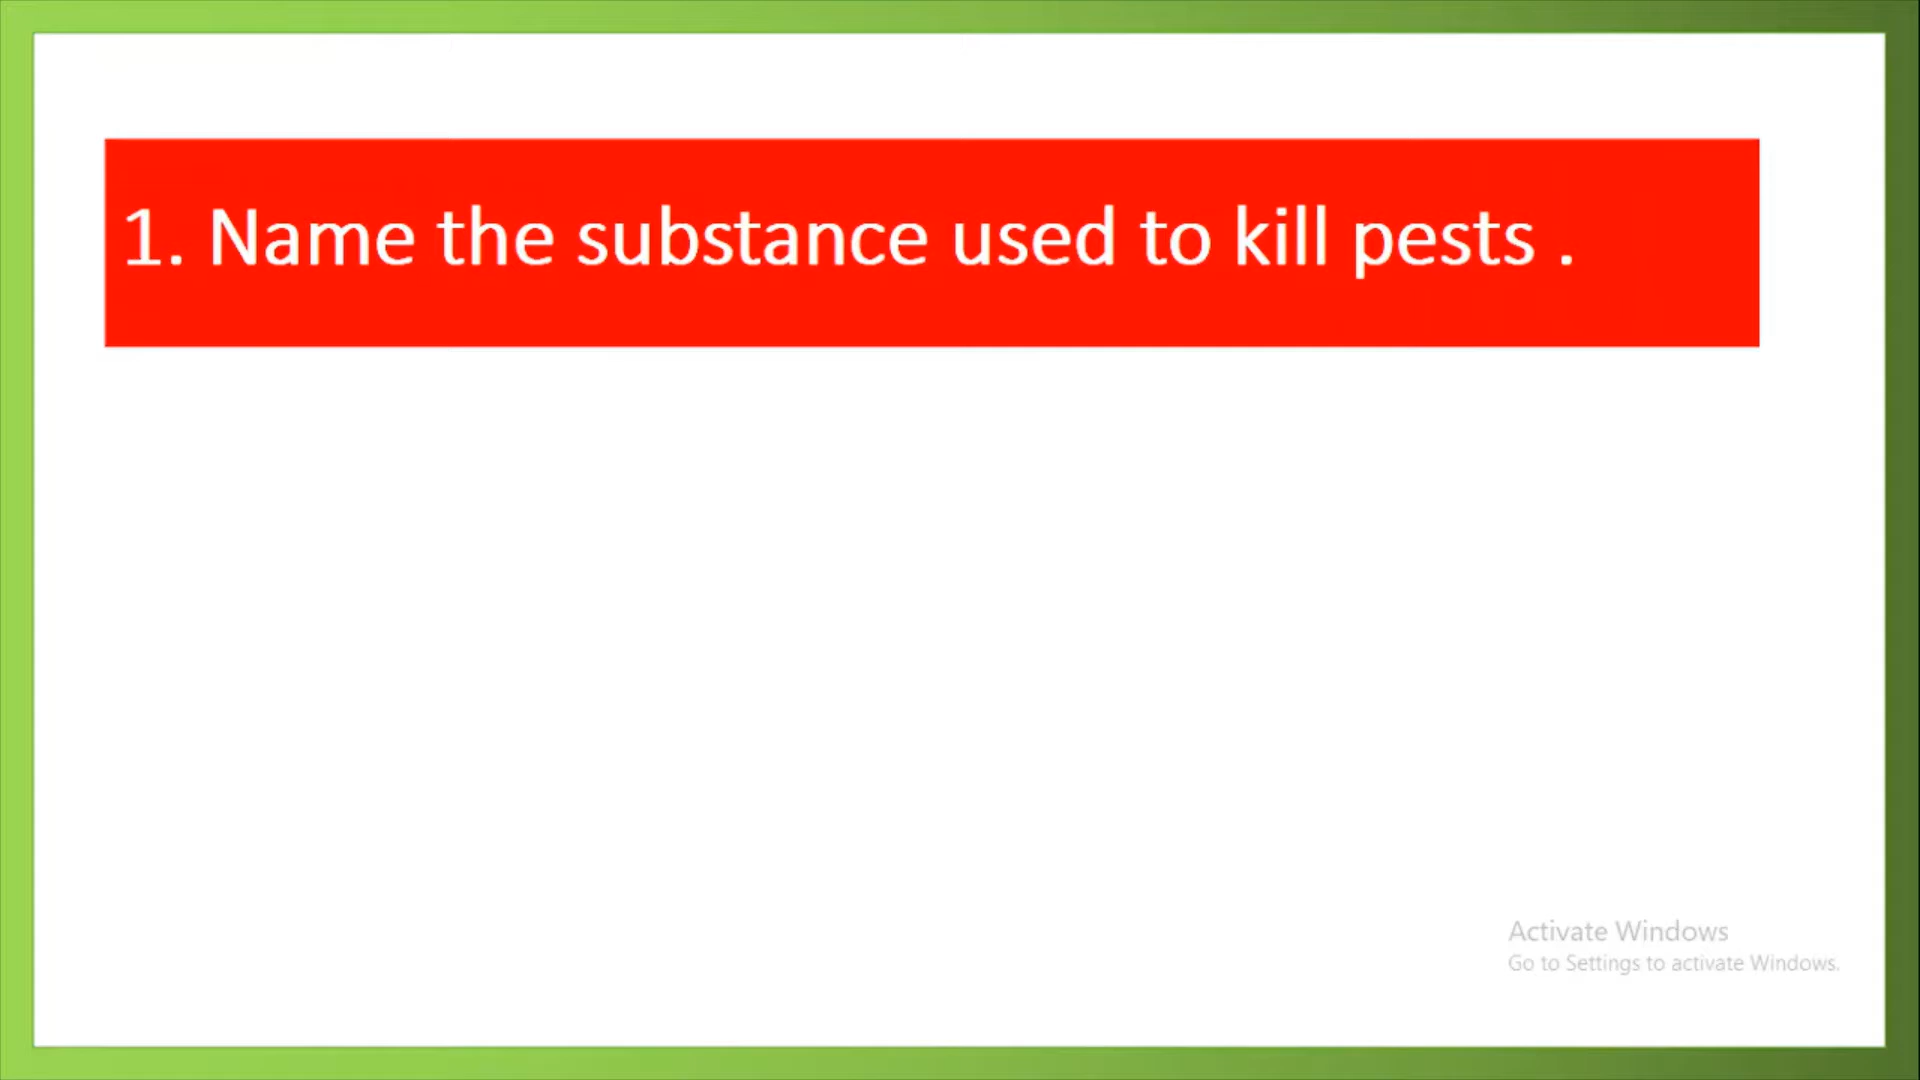 1. Name the substance used to kill pests .
Activate Windows
Go to Settings to activate Windows.